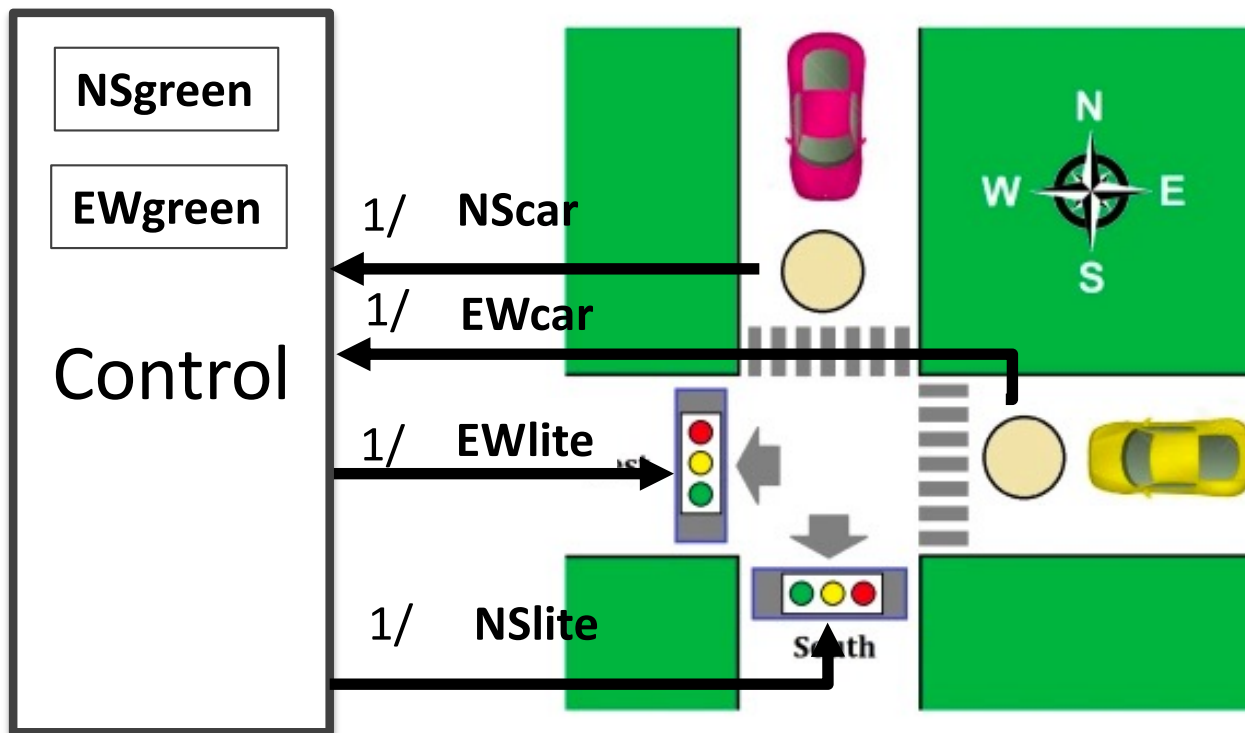 NSgreen
EWgreen
Control
1/ NScar
1/ EWcar
1/ EWlite
1/ NSlite
N
W E
S